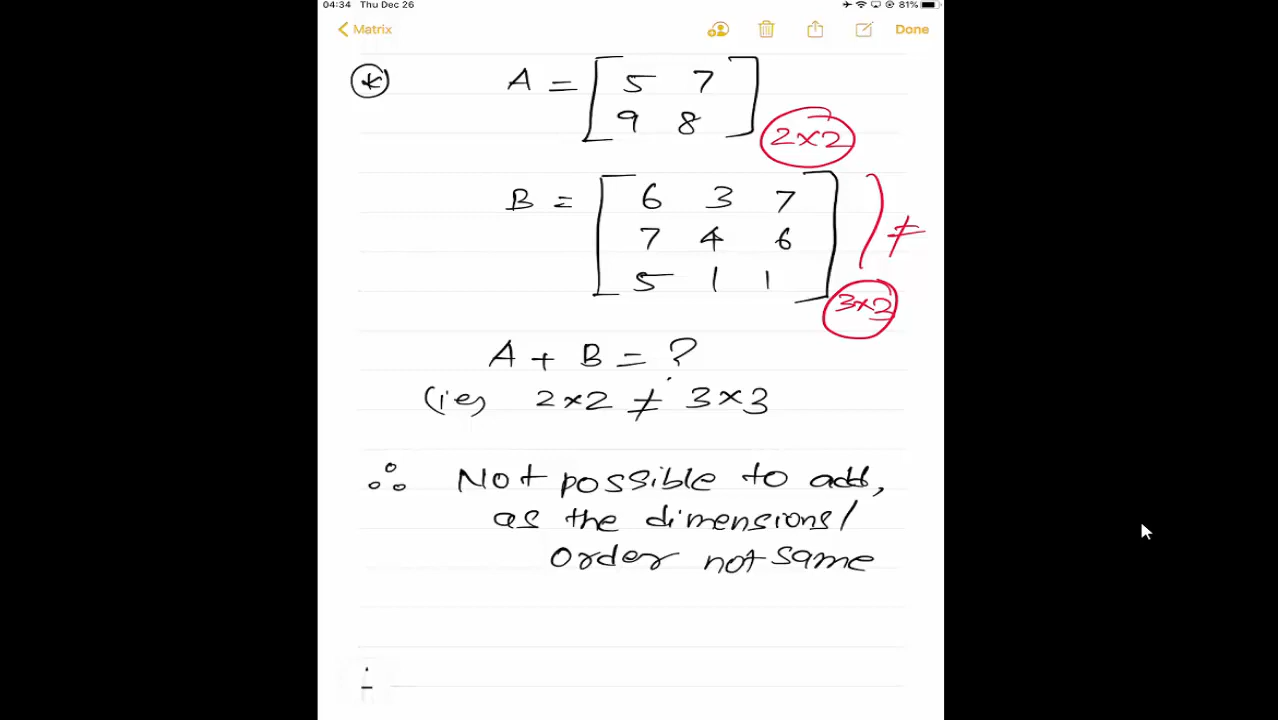 04:34 Thu Dec 26 81%
Matrix Done
* A = [ 5 7
9 8 ] 2×2
B = [ 6 3 7
7 4 6
5 1 1 ] ≠
3×3
A + B = ?
(ie) 2×2 ≠ 3×3
∴ Not possible to add,
as the dimensions/
order not same